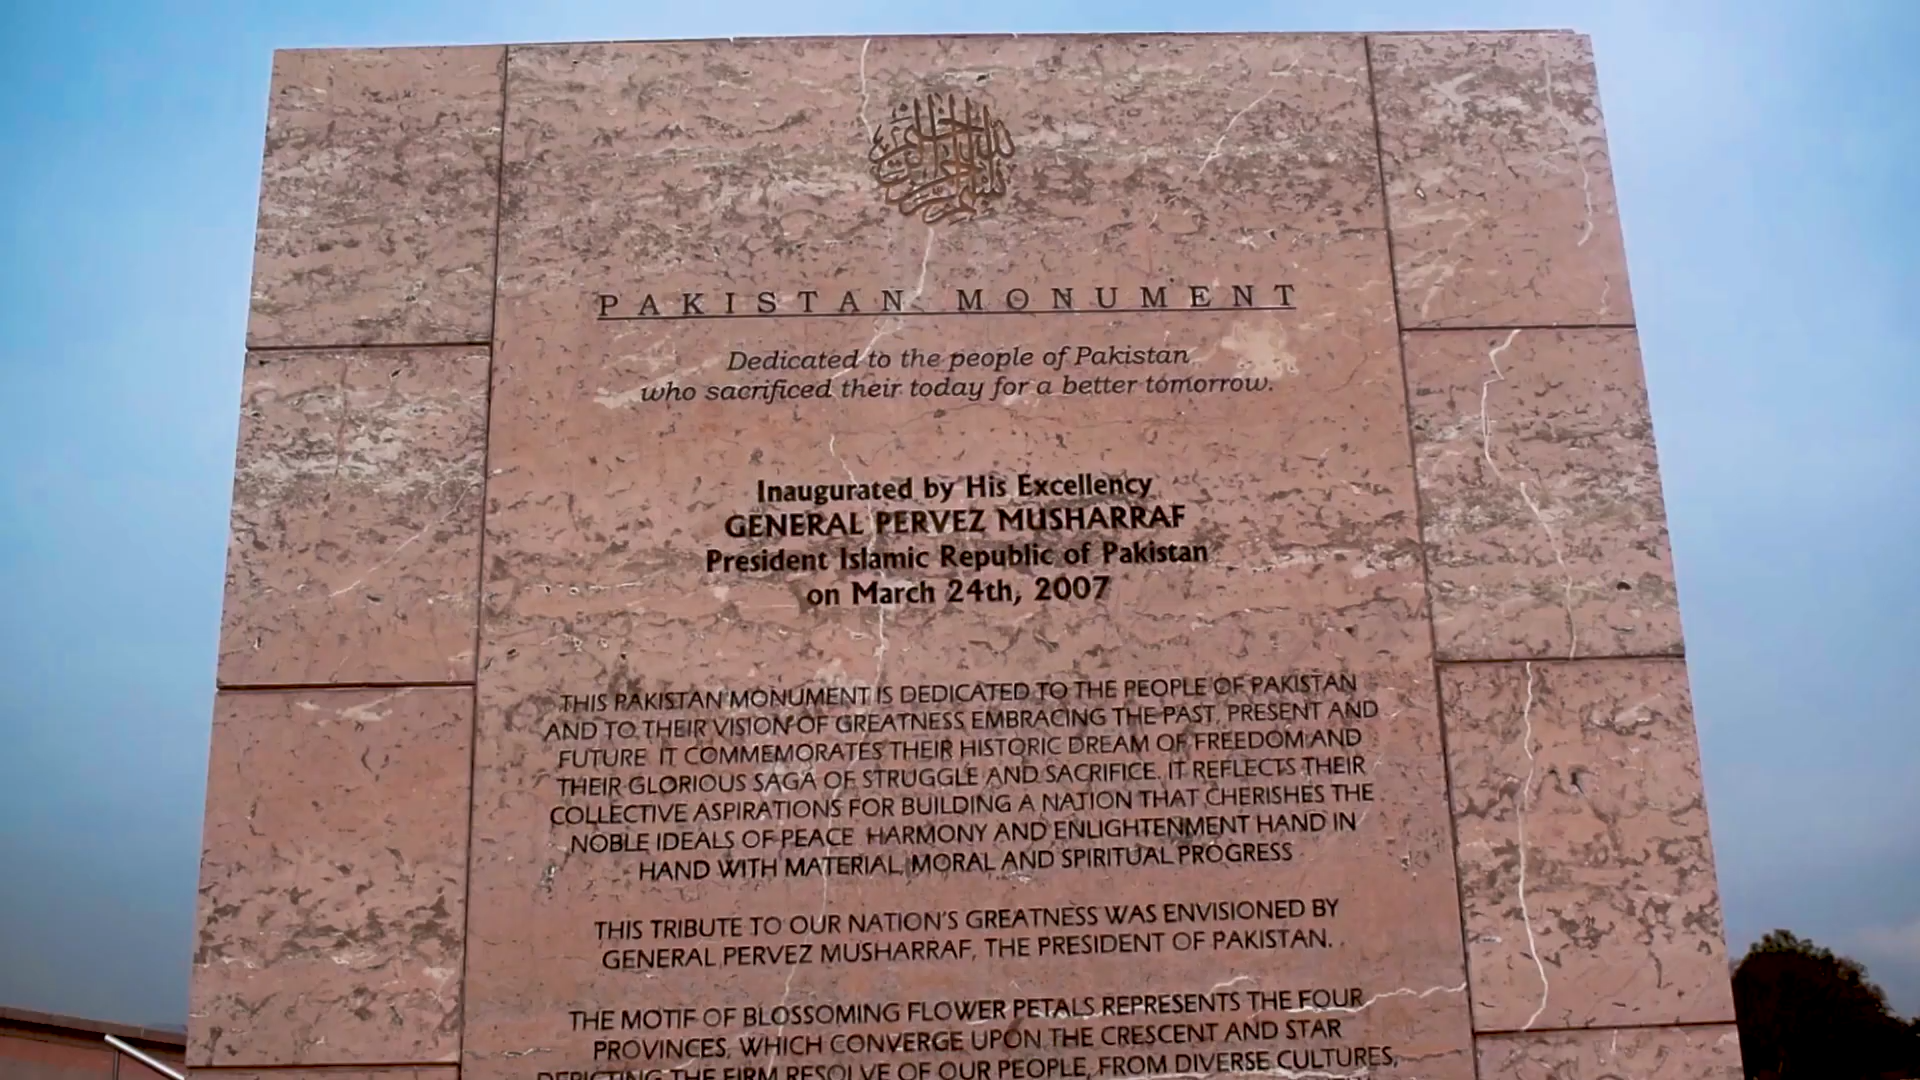 بسم الله الرحمن الرحيم
PAKISTAN MONUMENT
Dedicated to the people of Pakistan
who sacrificed their today for a better tomorrow.
Inaugurated by His Excellency
GENERAL PERVEZ MUSHARRAF
President Islamic Republic of Pakistan
on March 24th, 2007
THIS PAKISTAN MONUMENT IS DEDICATED TO THE PEOPLE OF PAKISTAN
AND TO THEIR VISION OF GREATNESS EMBRACING THE PAST, PRESENT AND
FUTURE IT COMMEMORATES THEIR HISTORIC DREAM OF FREEDOM AND
THEIR GLORIOUS SAGA OF STRUGGLE AND SACRIFICE. IT REFLECTS THEIR
COLLECTIVE ASPIRATIONS FOR BUILDING A NATION THAT CHERISHES THE
NOBLE IDEALS OF PEACE HARMONY AND ENLIGHTENMENT HAND IN
HAND WITH MATERIAL, MORAL AND SPIRITUAL PROGRESS
THIS TRIBUTE TO OUR NATION'S GREATNESS WAS ENVISIONED BY
GENERAL PERVEZ MUSHARRAF, THE PRESIDENT OF PAKISTAN.
THE MOTIF OF BLOSSOMING FLOWER PETALS REPRESENTS THE FOUR
PROVINCES, WHICH CONVERGE UPON THE CRESCENT AND STAR
DEPICTING THE FIRM RESOLVE OF OUR PEOPLE, FROM DIVERSE CULTURES,